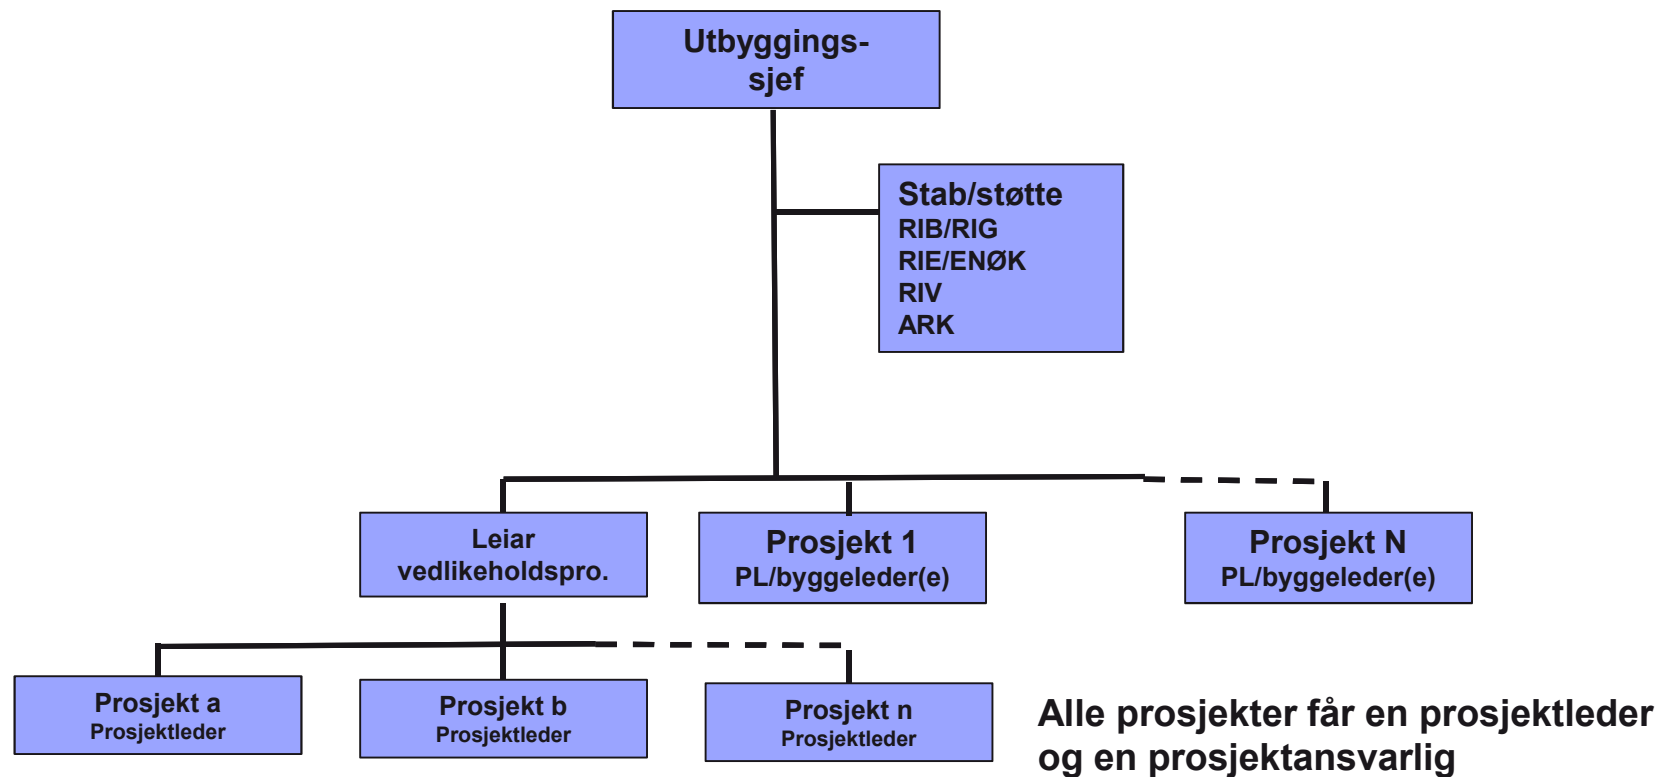 Utbyggings-
sjef
Stab/støtte
RIB/RIG
RIE/ENØK
RIV
ARK
Leiar
vedlikeholdspro.
Prosjekt 1
PL/byggeleder(e)
Prosjekt N
PL/byggeleder(e)
Prosjekt a
Prosjektleder
Prosjekt b
Prosjektleder
Prosjekt n
Prosjektleder
Alle prosjekter får en prosjektleder
og en prosjektansvarlig